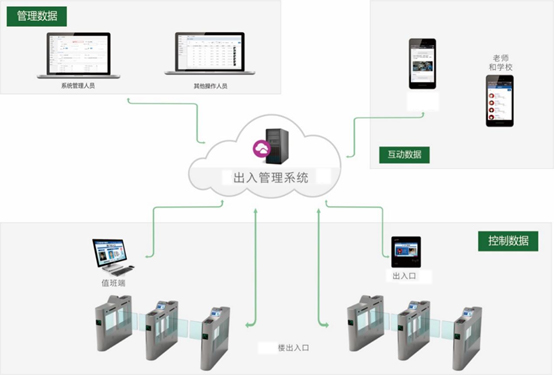 管理数据
系统管理人员
其他操作人员
老师
和学校
互动数据
出入管理系统
控制数据
值班端
出入口
楼出入口